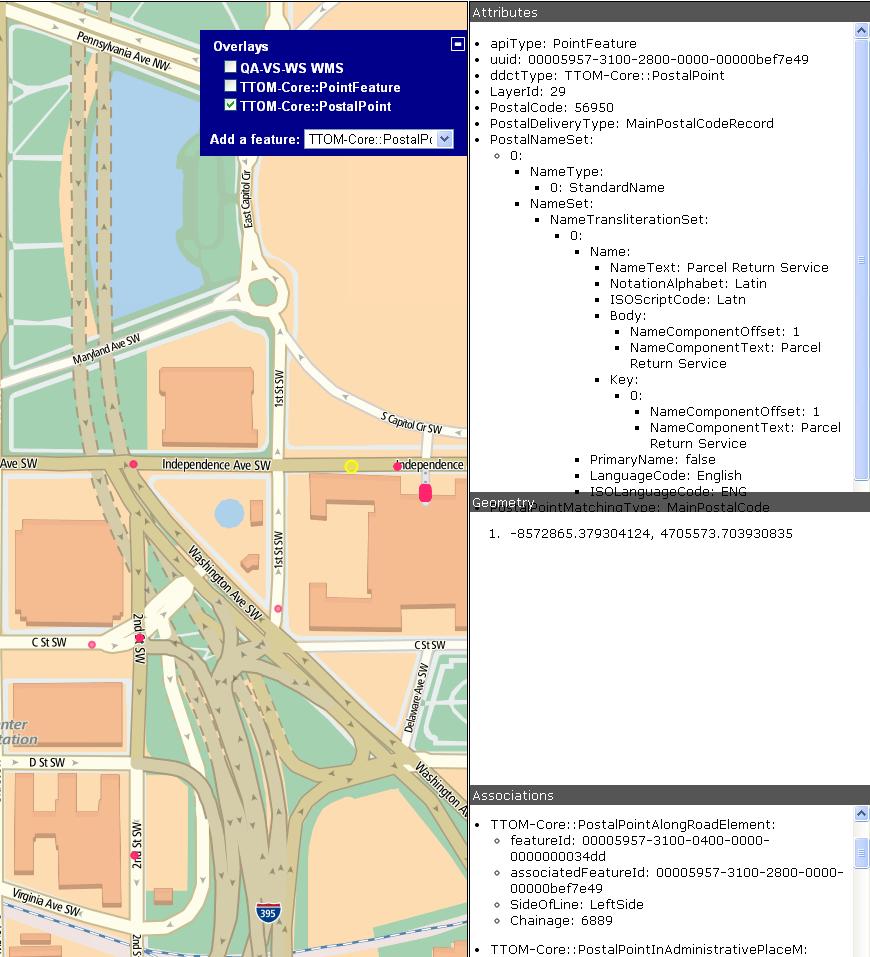 Pennsylvania Ave NW
Overlays
QA-VS-WS WMS
TTOM-Core::PointFeature
TTOM-Core::PostalPoint
Add a feature: TTOM-Core::PostalPo
East Capitol Cir
Maryland Ave SW
1st St SW
S Capitol Cir SW
Ave SW
Independence Ave SW
Independence
1st St SW
Washington Ave SW
2nd St SW
C St SW
C St SW
Delaware Ave SW
nter
tation
D St SW
Washington Av
2nd St SW
Virginia Ave SW
395
2nd S
Attributes
• apiType: PointFeature
• uuid: 00005957-3100-2800-0000-00000bef7e49
• ddctType: TTOM-Core::PostalPoint
• LayerId: 29
• PostalCode: 56950
• PostalDeliveryType: MainPostalCodeRecord
• PostalNameSet:
0:
NameType:
0: StandardName
NameSet:
NameTransliterationSet:
0:
Name:
NameText: Parcel Return Service
NotationAlphabet: Latin
ISOScriptCode: Latn
Body:
NameComponentOffset: 1
NameComponentText: Parcel
Return Service
Key:
0:
NameComponentOffset: 1
NameComponentText: Parcel
Return Service
PrimaryName: false
LanguageCode: English
ISOLanguageCode: ENG
Geometry
PostalPointMatchingType: MainPostalCode
1. -8572865.379304124, 4705573.703930835
Associations
• TTOM-Core::PostalPointAlongRoadElement:
featureId: 00005957-3100-0400-0000-
0000000034dd
associatedFeatureId: 00005957-3100-2800-0000-
00000bef7e49
SideOfLine: LeftSide
Chainage: 6889
• TTOM-Core::PostalPointInAdministrativePlaceM: